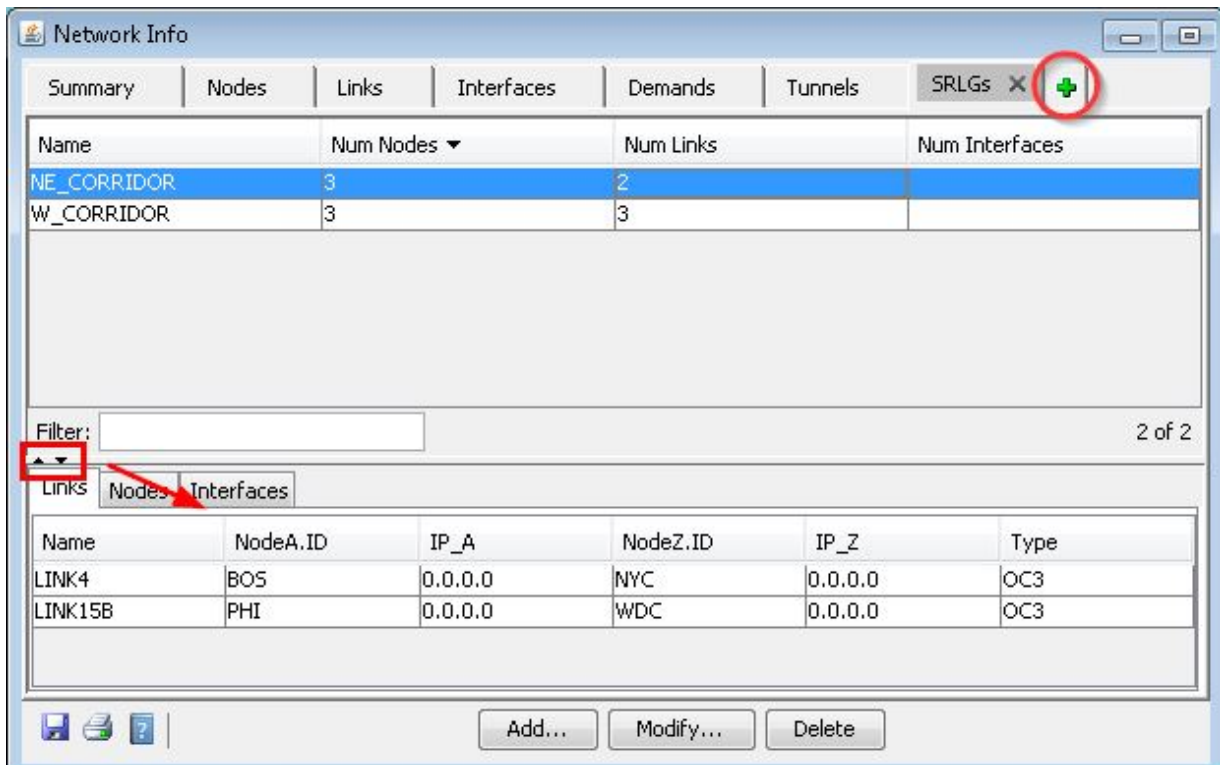 Network Info
Summary Nodes Links Interfaces Demands Tunnels SRLGs
Name Num Nodes Num Links Num Interfaces
NE_CORRIDOR 3 2
W_CORRIDOR 3 3
Filter: 2 of 2
Links Nodes Interfaces
Name NodeA.ID IP_A NodeZ.ID IP_Z Type
LINK4 BOS 0.0.0.0 NYC 0.0.0.0 OC3
LINK15B PHI 0.0.0.0 WDC 0.0.0.0 OC3
Add... Modify... Delete